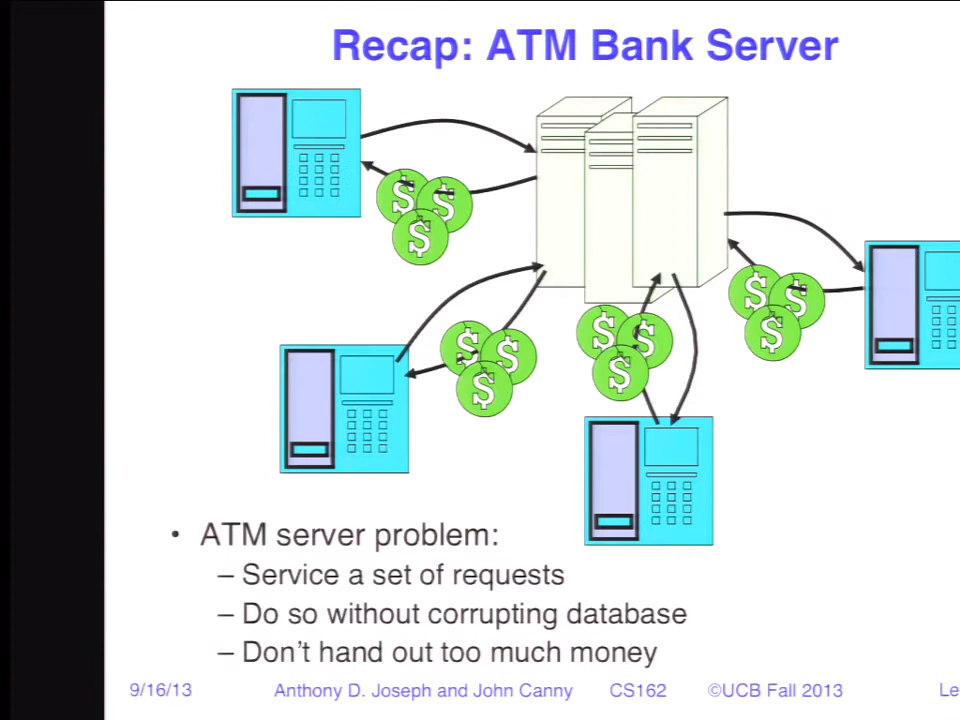 Recap: ATM Bank Server
$ $ $
$ $ $
$ $ $
$ $ $
• ATM server problem:
– Service a set of requests
– Do so without corrupting database
– Don't hand out too much money
9/16/13 Anthony D. Joseph and John Canny CS162 ©UCB Fall 2013